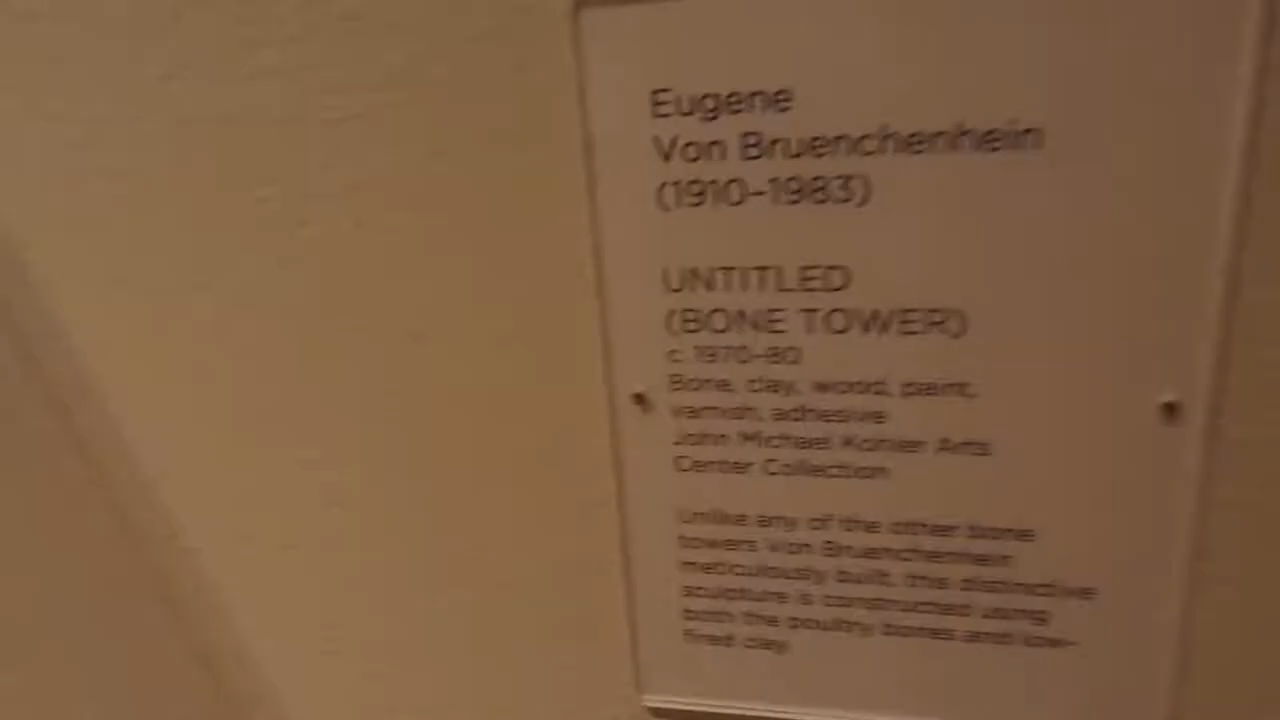 Eugene
Von Bruenchenhein
(1910–1983)
UNTITLED
(BONE TOWER)
c. 1970–80
Bone, clay, wood, paint,
varnish, adhesive
John Michael Kohler Arts
Center Collection
Unlike any of the other bone
towers Von Bruenchenhein
meticulously built, this distinctive
sculpture is constructed using
both the poultry bones and low-
fired clay.